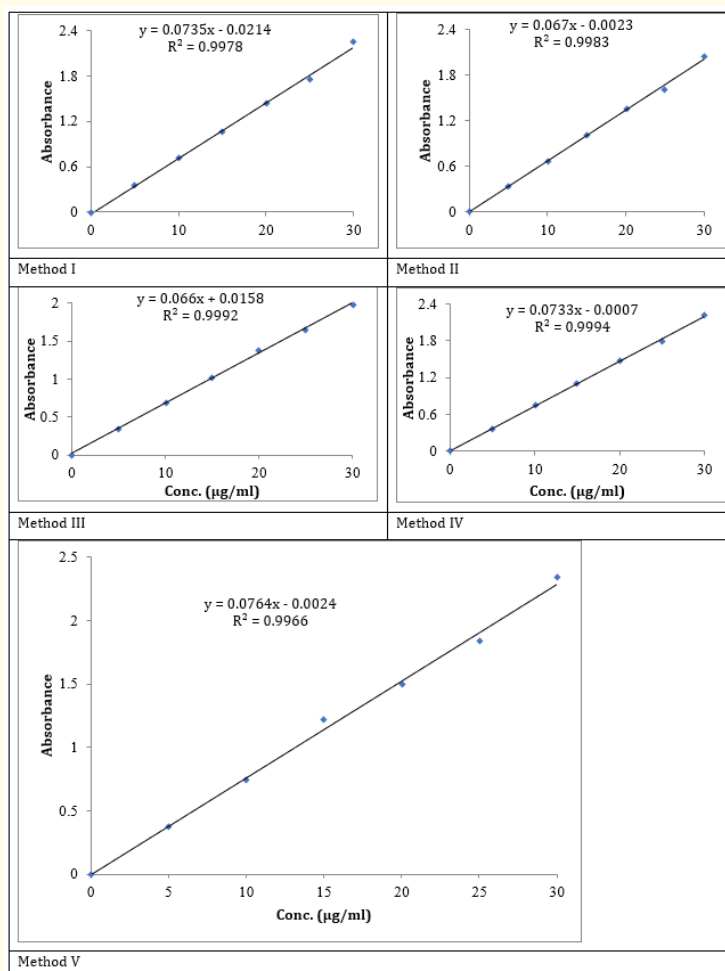 y = 0.0735x - 0.0214
R² = 0.9978
2.4
1.8
1.2
0.6
0
Absorbance
0 10 20 30
Method I
y = 0.067x - 0.0023
R² = 0.9983
2.4
1.8
1.2
0.6
0
Absorbance
0 10 20 30
Method II
y = 0.066x + 0.0158
R² = 0.9992
2
1.5
1
0.5
0
Absorbance
0 10 20 30
Conc. (µg/ml)
Method III
y = 0.0733x - 0.0007
R² = 0.9994
2.4
1.8
1.2
0.6
0
Absorbance
0 10 20 30
Conc. (µg/ml)
Method IV
y = 0.0764x - 0.0024
R² = 0.9966
2.5
2
1.5
1
0.5
0
Absorbance
0 5 10 15 20 25 30
Conc. (µg/ml)
Method V